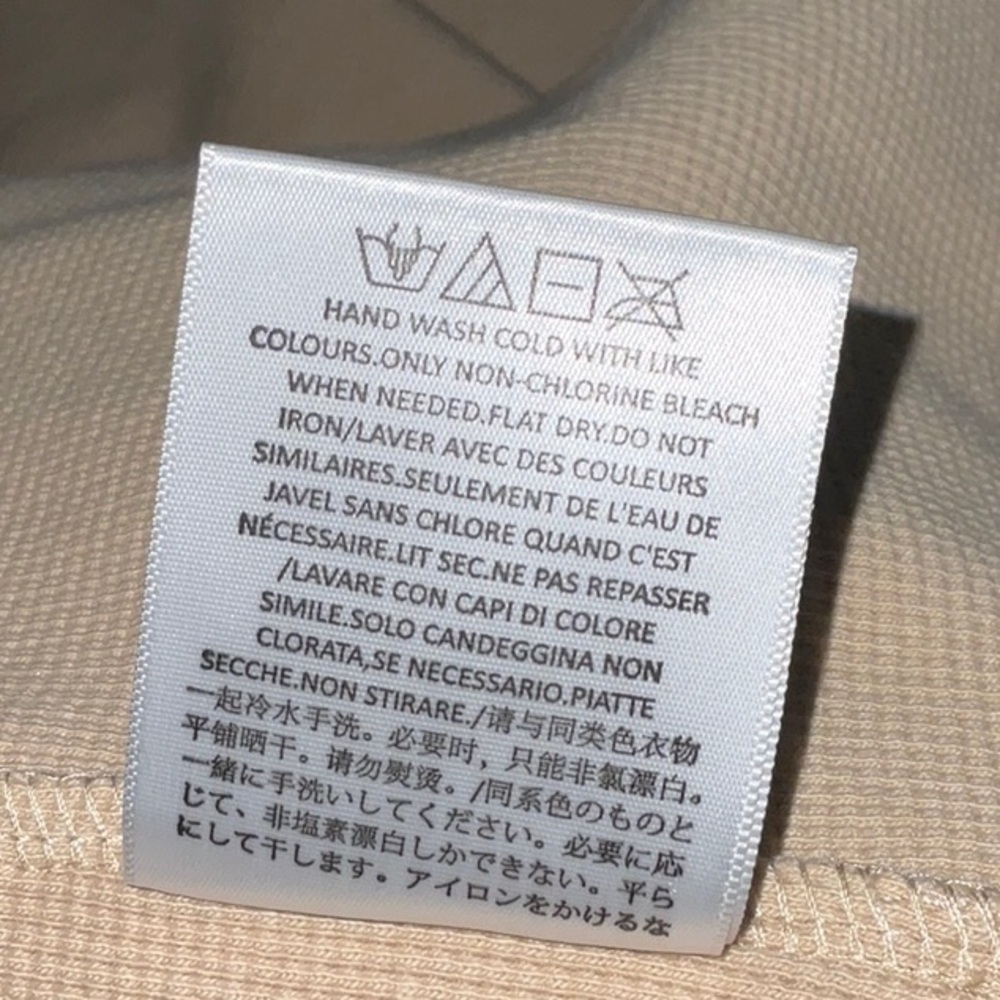 HAND WASH COLD WITH LIKE
COLOURS.ONLY NON-CHLORINE BLEACH
WHEN NEEDED.FLAT DRY.DO NOT
IRON/LAVER AVEC DES COULEURS
SIMILAIRES.SEULEMENT DE L'EAU DE
JAVEL SANS CHLORE QUAND C'EST
NÉCESSAIRE.LIT SEC.NE PAS REPASSER
/LAVARE CON CAPI DI COLORE
SIMILE.SOLO CANDEGGINA NON
CLORATA,SE NECESSARIO.PIATTE
SECCHE.NON STIRARE./请与同类色衣物
一起冷水手洗。必要时，只能非氯漂白。
平铺晒干。请勿熨烫。/同系色のものと
一緒に手洗いしてください。必要に応
じて、非塩素漂白しかできない。平ら
にして干します。アイロンをかけるな